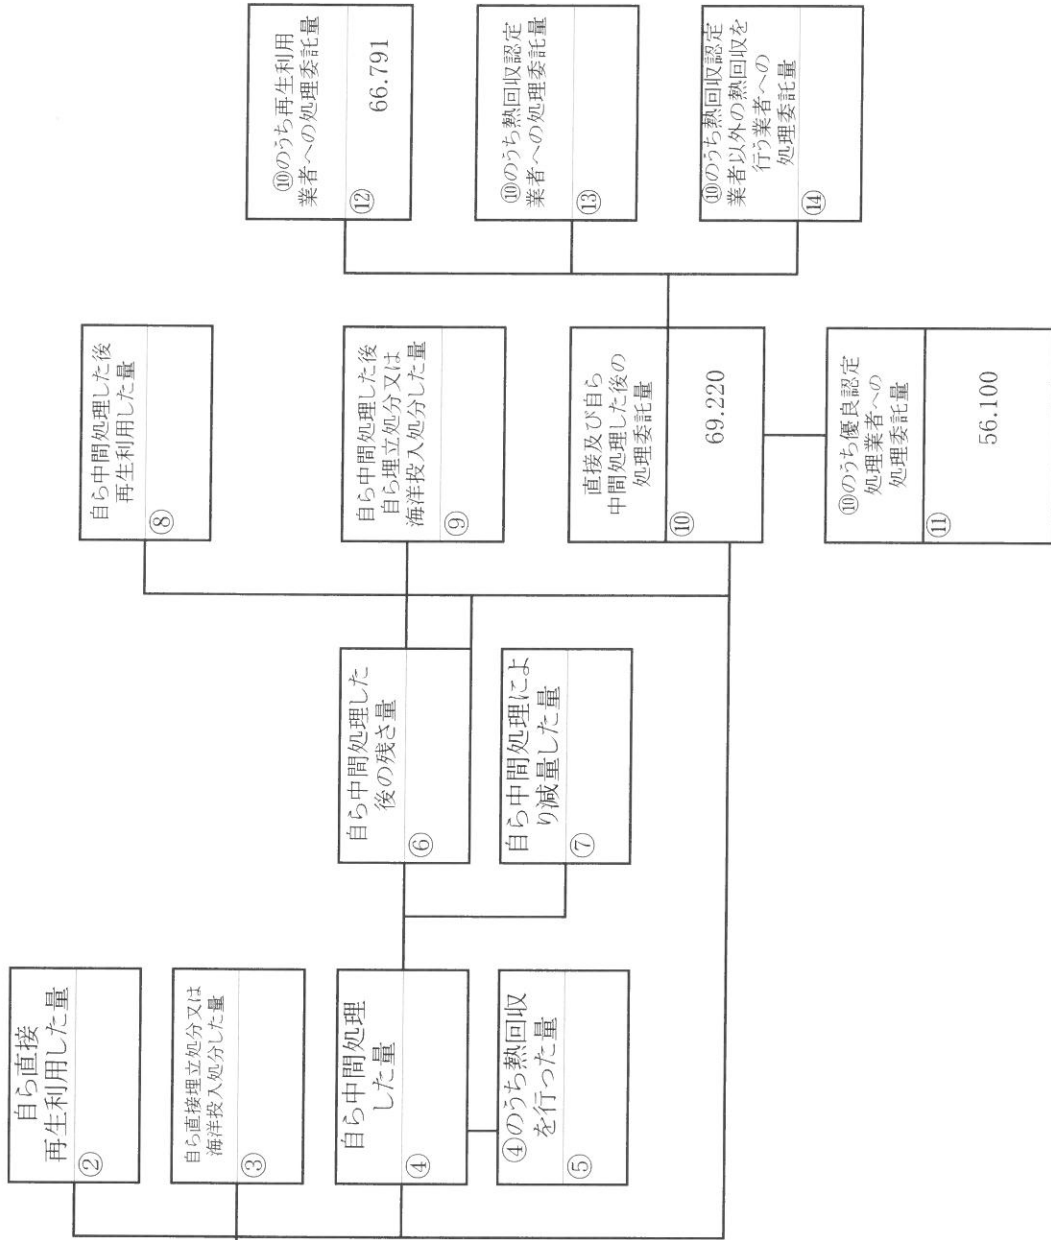 自ら直接
再生利用した量
②
自ら直接埋立処分又は
海洋投入処分した量
③
自ら中間処理
した量
④
④のうち熱回収
を行った量
⑤
自ら中間処理した
後の残さ量
⑥
自ら中間処理によ
り減量した量
⑦
自ら中間処理した後
再生利用した量
⑧
自ら中間処理した後
自ら埋立処分又は
海洋投入処分した量
⑨
直接及び自ら
中間処理した後の
処理委託量
⑩
69.220
⑩のうち優良認定
処理業者への
処理委託量
⑪
56.100
⑩のうち再生利用
業者への処理委託量
⑫
66.791
⑩のうち熱回収認定
業者への処理委託量
⑬
⑩のうち熱回収認定
業者以外の熱回収を
行う業者への
処理委託量
⑭